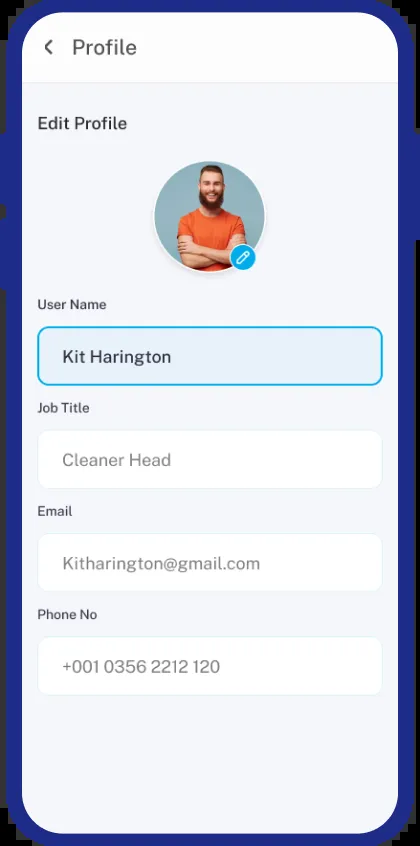 Profile
Edit Profile
User Name
Kit Harington
Job Title
Cleaner Head
Email
Kitharington@gmail.com
Phone No
+001 0356 2212 120